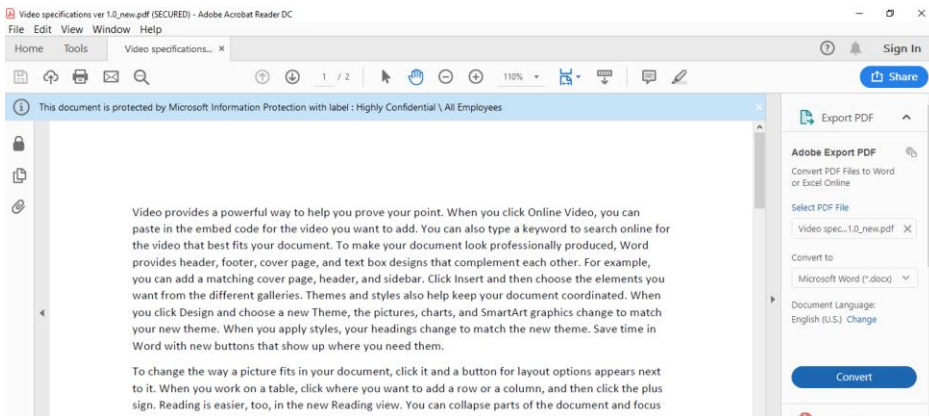 Video specifications ver 1.0_new.pdf (SECURED) - Adobe Acrobat Reader DC
File Edit View Window Help
Home Tools Video specifications... ×
Sign In
1 / 2 110%
Share
This document is protected by Microsoft Information Protection with label : Highly Confidential \ All Employees
Export PDF
Adobe Export PDF
Convert PDF Files to Word
or Excel Online
Select PDF File
Video spec...1.0_new.pdf
Convert to
Microsoft Word (*.docx)
Document Language:
English (U.S.) Change
Convert
Video provides a powerful way to help you prove your point. When you click Online Video, you can
paste in the embed code for the video you want to add. You can also type a keyword to search online for
the video that best fits your document. To make your document look professionally produced, Word
provides header, footer, cover page, and text box designs that complement each other. For example,
you can add a matching cover page, header, and sidebar. Click Insert and then choose the elements you
want from the different galleries. Themes and styles also help keep your document coordinated. When
you click Design and choose a new Theme, the pictures, charts, and SmartArt graphics change to match
your new theme. When you apply styles, your headings change to match the new theme. Save time in
Word with new buttons that show up where you need them.
To change the way a picture fits in your document, click it and a button for layout options appears next
to it. When you work on a table, click where you want to add a row or a column, and then click the plus
sign. Reading is easier, too, in the new Reading view. You can collapse parts of the document and focus